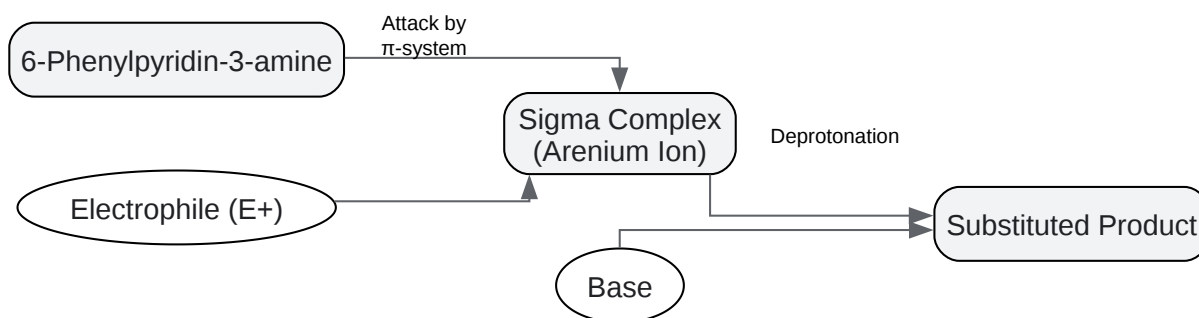 Attack by
π-system
6-Phenylpyridin-3-amine
Sigma Complex
(Arenium Ion)
Deprotonation
Electrophile (E+)
Substituted Product
Base